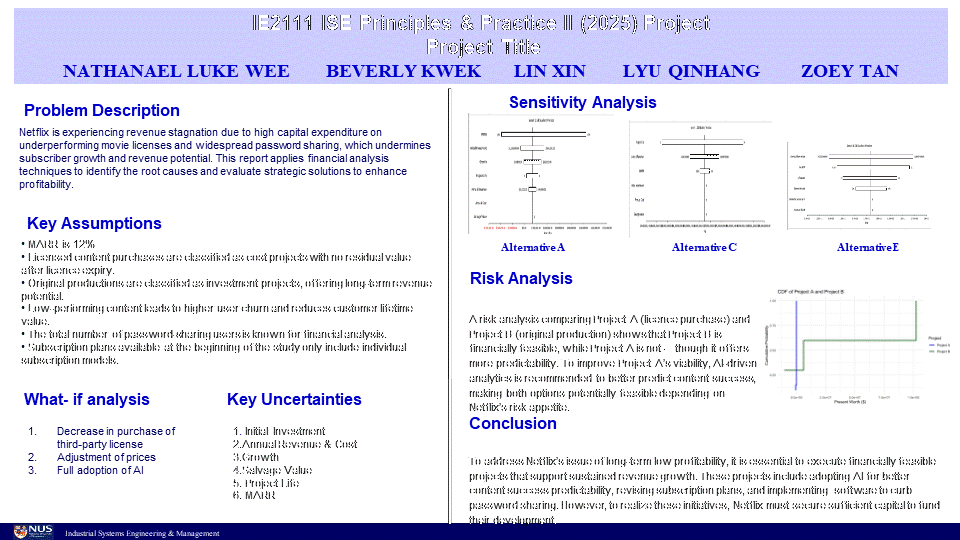 IE2111 ISE Principles & Practice II (2025) Project
Project Title
NATHANAEL LUKE WEE BEVERLY KWEK LIN XIN LYU QINHANG ZOEY TAN
Problem Description
Netflix is experiencing revenue stagnation due to high capital expenditure on
underperforming movie licenses and widespread password sharing, which undermines
subscriber growth and revenue potential. This report applies financial analysis
techniques to identify the root causes and evaluate strategic solutions to enhance
profitability.
Key Assumptions
• MARR is 12%
• Licensed content purchases are classified as cost projects with no residual value
after licence expiry.
• Original productions are classified as investment projects, offering long-term revenue
potential.
• Low-performing content leads to higher user churn and reduces customer lifetime
value.
• The total number of password-sharing users is known for financial analysis.
• Subscription plans available at the beginning of the study only include individual
subscription models.
What- if analysis
1. Decrease in purchase of
third-party license
2. Adjustment of prices
3. Full adoption of AI
Key Uncertainties
1. Initial Investment
2.Annual Revenue & Cost
3.Growth
4.Salvage Value
5. Project Life
6. MARR
Sensitivity Analysis
Alternative A Alternative C Alternative E
Risk Analysis
A risk analysis comparing Project A (licence purchase) and
Project B (original production) shows that Project B is
financially feasible, while Project A is not - though it offers
more predictability. To improve Project A's viability, AI-driven
analytics is recommended to better predict content success,
making both options potentially feasible depending on
Netflix's risk appetite.
CDF of Project A and Project B
Cumulative Probability
Present Worth ($)
Project
Project A
Project B
Conclusion
To address Netflix's issue of long-term low profitability, it is essential to execute financially feasible
projects that support sustained revenue growth. These projects include adopting AI for better
content success predictability, revising subscription plans, and implementing software to curb
password sharing. However, to realize these initiatives, Netflix must secure sufficient capital to fund
their development.
NUS
Industrial Systems Engineering & Management